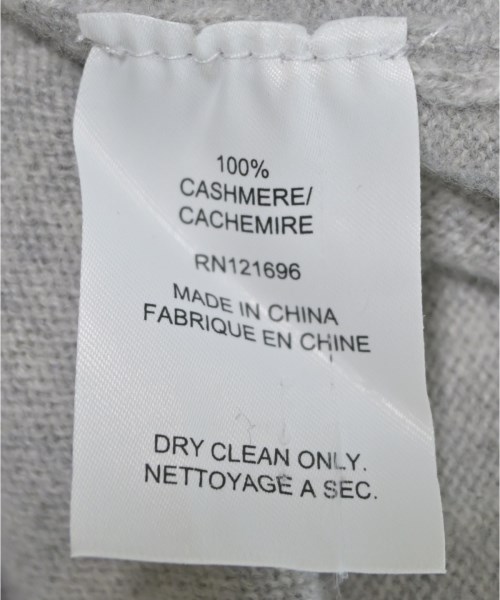 100%
CASHMERE/
CACHEMIRE
RN121696
MADE IN CHINA
FABRIQUE EN CHINE
DRY CLEAN ONLY.
NETTOYAGE A SEC.